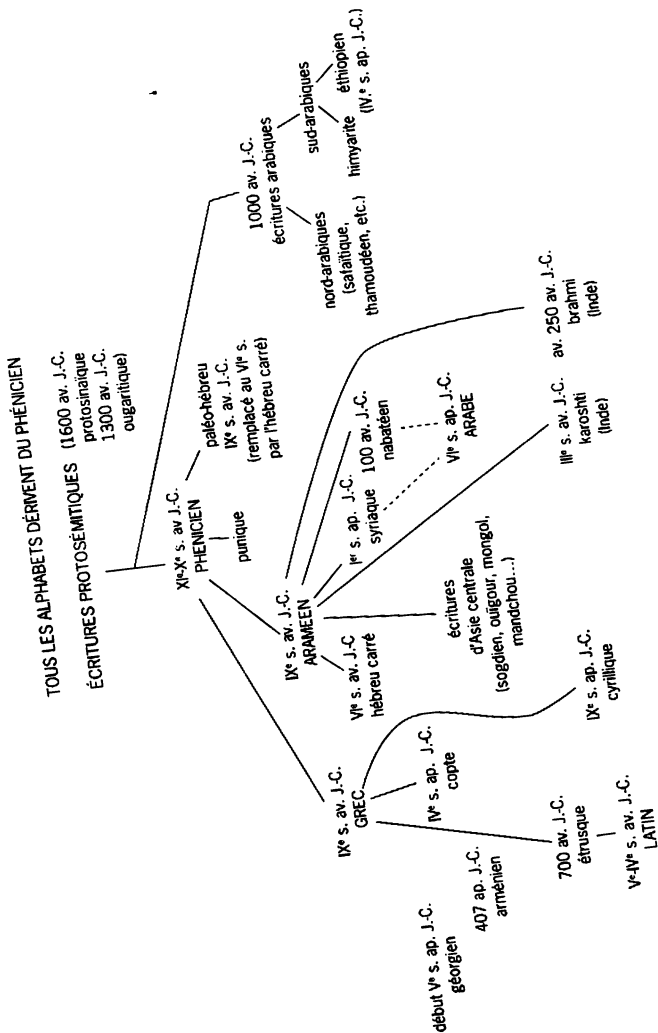 TOUS LES ALPHABETS DÉRIVENT DU PHÉNICIEN
ÉCRITURES PROTOSÉMITIQUES (1600 av. J.-C.
protosinaïque
1300 av. J.-C.
ougaritique)
XIe-Xe s. av J.-C.
PHÉNICIEN
punique
paléo-hébreu
IXe s. av. J.-C.
(remplacé au VIe s.
par l'hébreu carré)
1000 av. J.-C.
écritures arabiques
nord-arabiques
(safaïtique,
thamoudéen, etc.)
sud-arabiques
himyarite
éthiopien
(IV.e s. ap. J.-C.)
IXe s. av. J.-C.
ARAMÉEN
VIe s. av. J.-C
hébreu carré
Ier s. ap. J.-C.
syriaque
100 av. J.-C.
nabatéen
VIe s. ap. J.-C.
ARABE
écritures
d'Asie centrale
(sogdien, ouïgour, mongol,
mandchou...)
IIIe s. av. J.-C.
karoshti
(Inde)
av. 250 av. J.-C.
brahmi
(Inde)
IXe s. av. J.-C.
GREC
IVe s. ap. J.-C.
copte
IXe s. ap. J.-C.
cyrillique
700 av. J.-C.
étrusque
Ve-IVe s. av. J.-C.
LATIN
407 ap. J.-C.
arménien
début Ve s. ap. J.-C.
géorgien